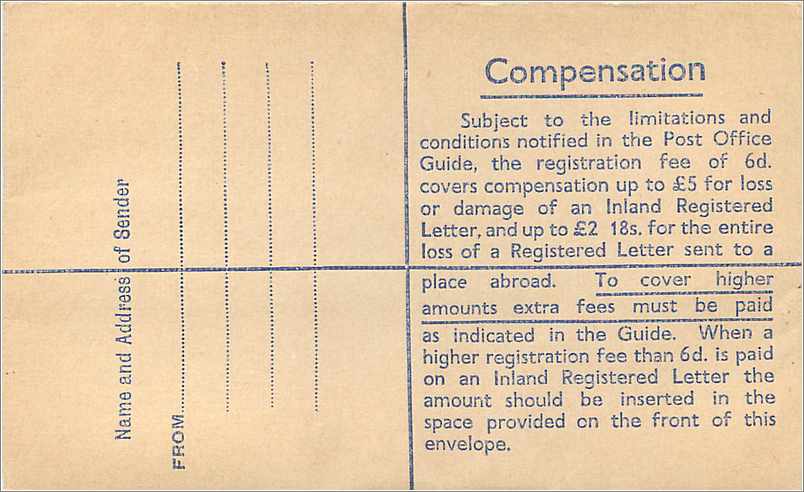 Name and Address of Sender
FROM
Compensation
Subject to the limitations and
conditions notified in the Post Office
Guide, the registration fee of 6d.
covers compensation up to £5 for loss
or damage of an Inland Registered
Letter, and up to £2 18s. for the entire
loss of a Registered Letter sent to a
place abroad. To cover higher
amounts extra fees must be paid
as indicated in the Guide. When a
higher registration fee than 6d. is paid
on an Inland Registered Letter the
amount should be inserted in the
space provided on the front of this
envelope.